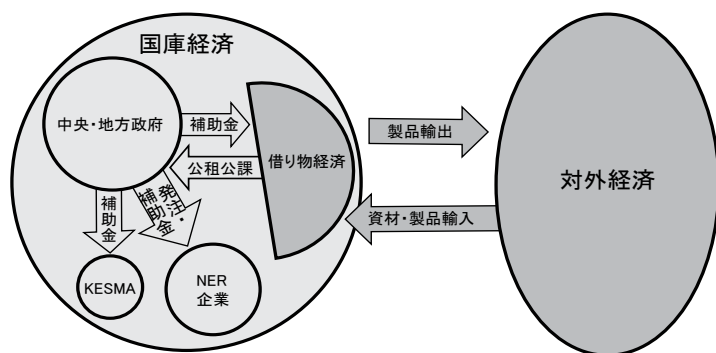 国庫経済
中央・地方政府
補助金
借り物経済
公租公課
補助金
発注・
補助金
KESMA
NER
企業
製品輸出
資材・製品輸入
対外経済